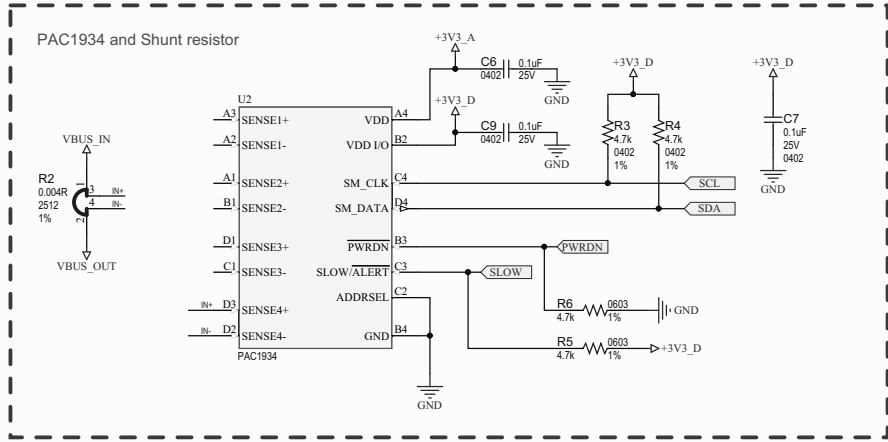 PAC1934 and Shunt resistor
+3V3_A
C6
0402
0.1uF
25V
GND
+3V3_D
C9
0402
0.1uF
25V
GND
+3V3_D
R3
4.7k
0402
1%
R4
4.7k
0402
1%
+3V3_D
C7
0.1uF
25V
0402
GND
VBUS_IN
R2
0.004R
2512
1%
1
3
4
2
IN+
IN-
VBUS_OUT
U2
A3 SENSE1+
A2 SENSE1-
A1 SENSE2+
B1 SENSE2-
D1 SENSE3+
C1 SENSE3-
IN+ D3 SENSE4+
IN- D2 SENSE4-
VDD A4
VDD I/O B2
SM_CLK C4
SM_DATA D4
PWRDN B3
SLOW/ALERT C3
ADDRSEL C2
GND B4
PAC1934
SCL
SDA
PWRDN
SLOW
R6
4.7k
0603
1%
GND
R5
4.7k
0603
1%
+3V3_D
GND